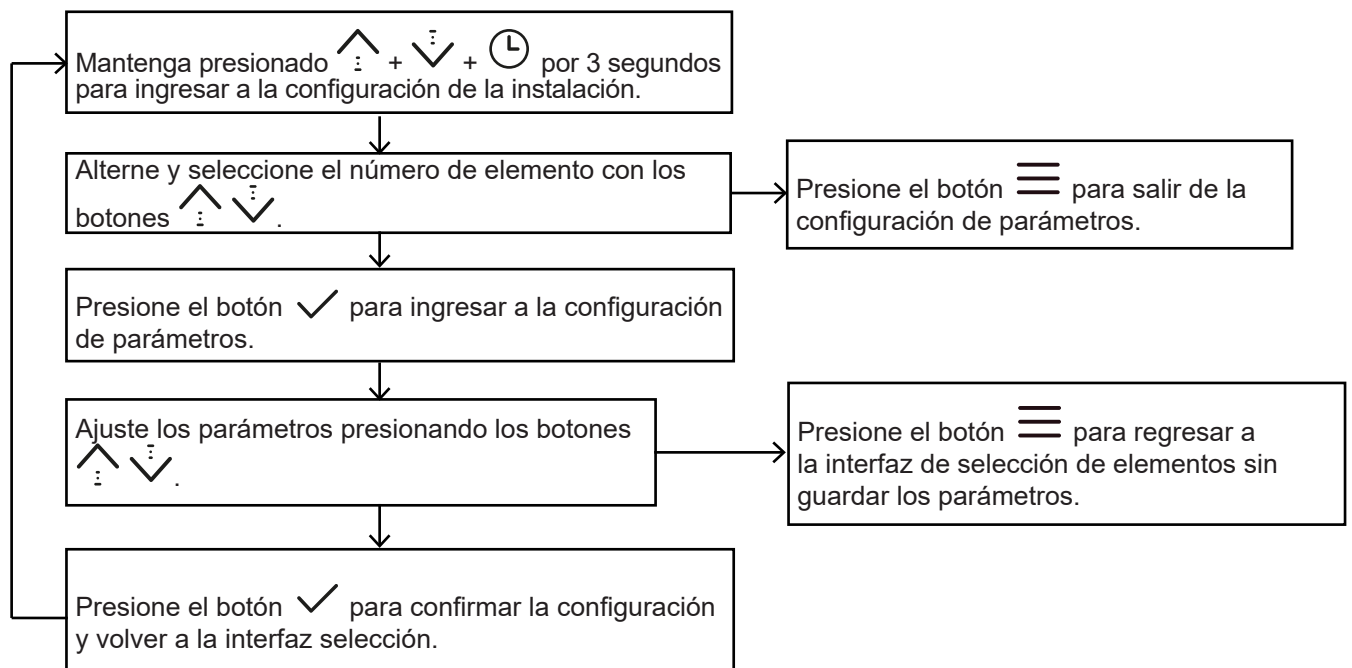 Mantenga presionado + + por 3 segundos
para ingresar a la configuración de la instalación.
Alterne y seleccione el número de elemento con los
botones .
Presione el botón para salir de la
configuración de parámetros.
Presione el botón para ingresar a la configuración
de parámetros.
Ajuste los parámetros presionando los botones
.
Presione el botón para regresar a
la interfaz de selección de elementos sin
guardar los parámetros.
Presione el botón para confirmar la configuración
y volver a la interfaz selección.